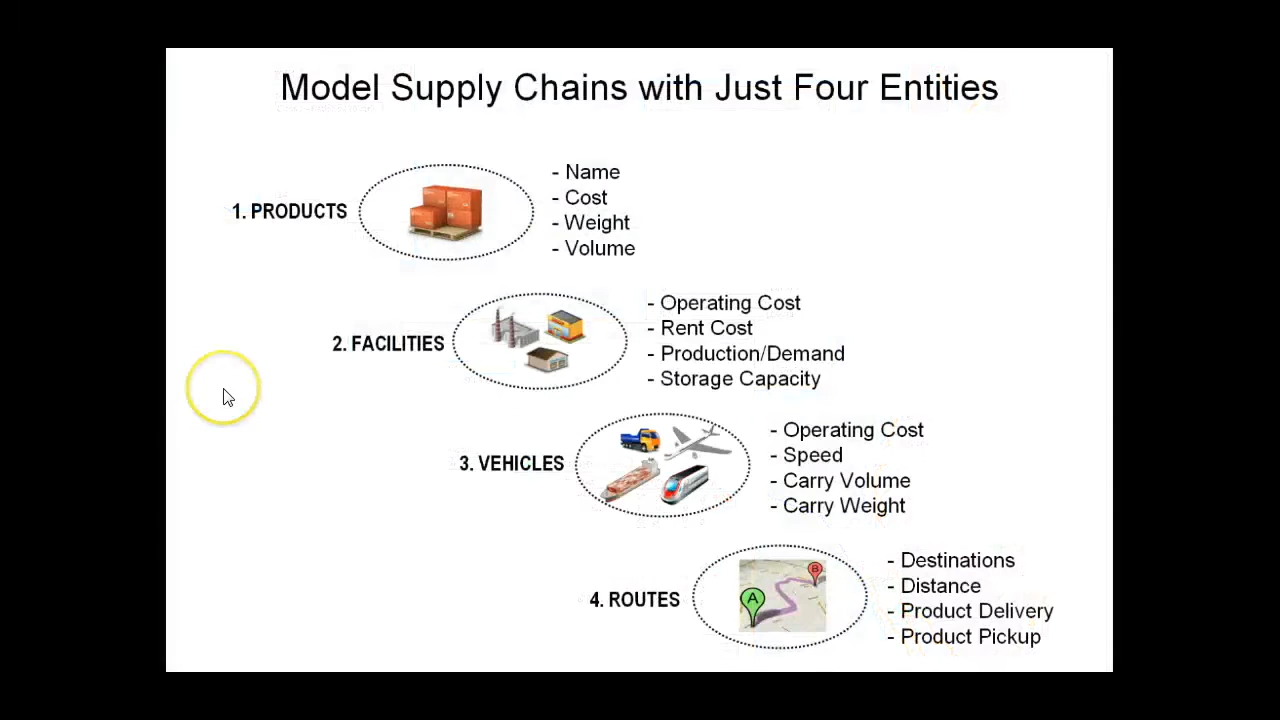 Model Supply Chains with Just Four Entities
1. PRODUCTS
- Name
- Cost
- Weight
- Volume
2. FACILITIES
- Operating Cost
- Rent Cost
- Production/Demand
- Storage Capacity
3. VEHICLES
- Operating Cost
- Speed
- Carry Volume
- Carry Weight
4. ROUTES
A
B
- Destinations
- Distance
- Product Delivery
- Product Pickup